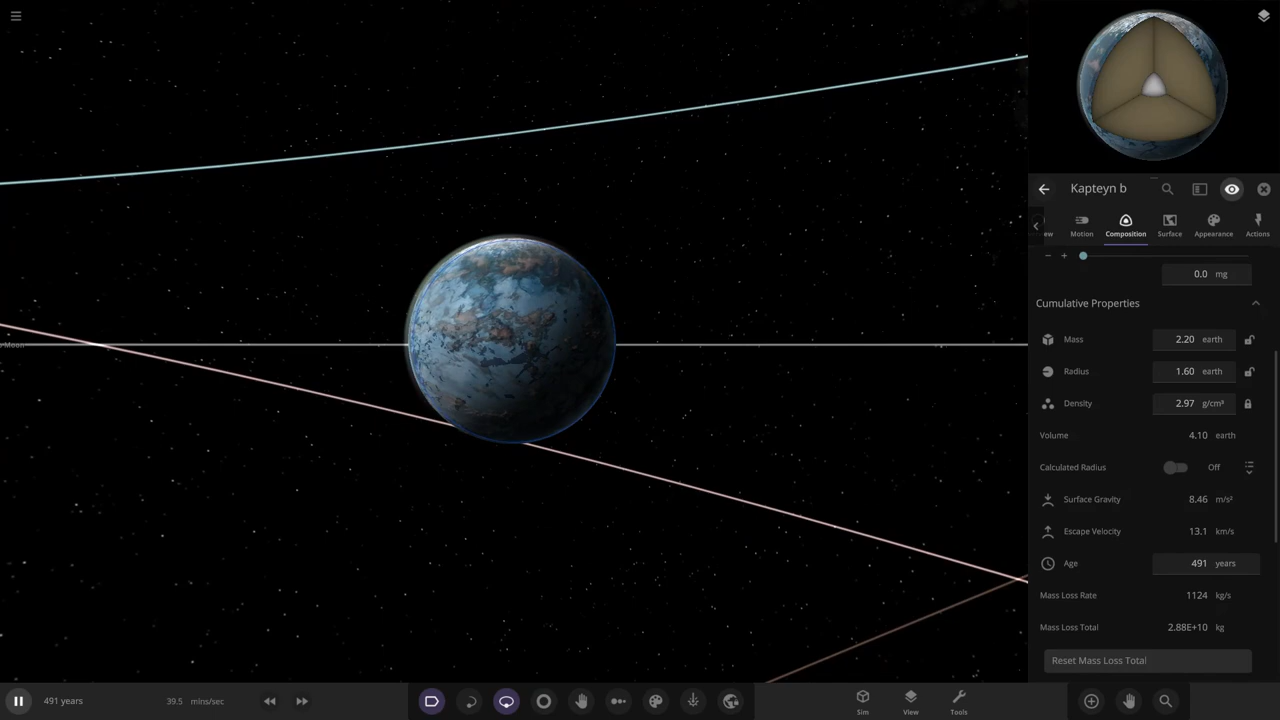 Kapteyn b
ew
Motion
Composition
Surface
Appearance
Actions
0.0 mg
Cumulative Properties
Moon
Mass 2.20 earth
Radius 1.60 earth
Density 2.97 g/cm³
Volume 4.10 earth
Calculated Radius Off
Surface Gravity 8.46 m/s²
Escape Velocity 13.1 km/s
Age 491 years
Mass Loss Rate 1124 kg/s
Mass Loss Total 2.88E+10 kg
Reset Mass Loss Total
491 years
39.5 mins/sec
Sim
View
Tools